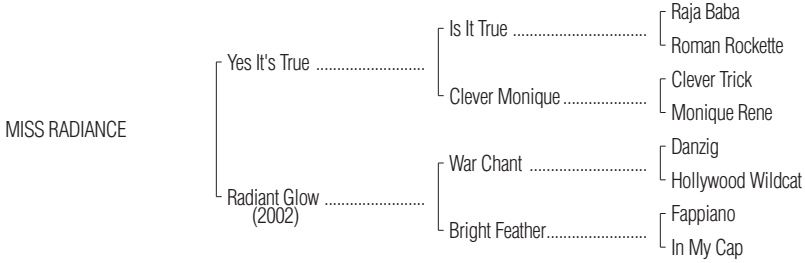 Raja Baba
Is It True ................................
Roman Rockette
Yes It's True ..........................
Clever Trick
Clever Monique....................
Monique Rene
MISS RADIANCE
Danzig
War Chant ............................
Hollywood Wildcat
Radiant Glow ........................
(2002)
Fappiano
Bright Feather........................
In My Cap